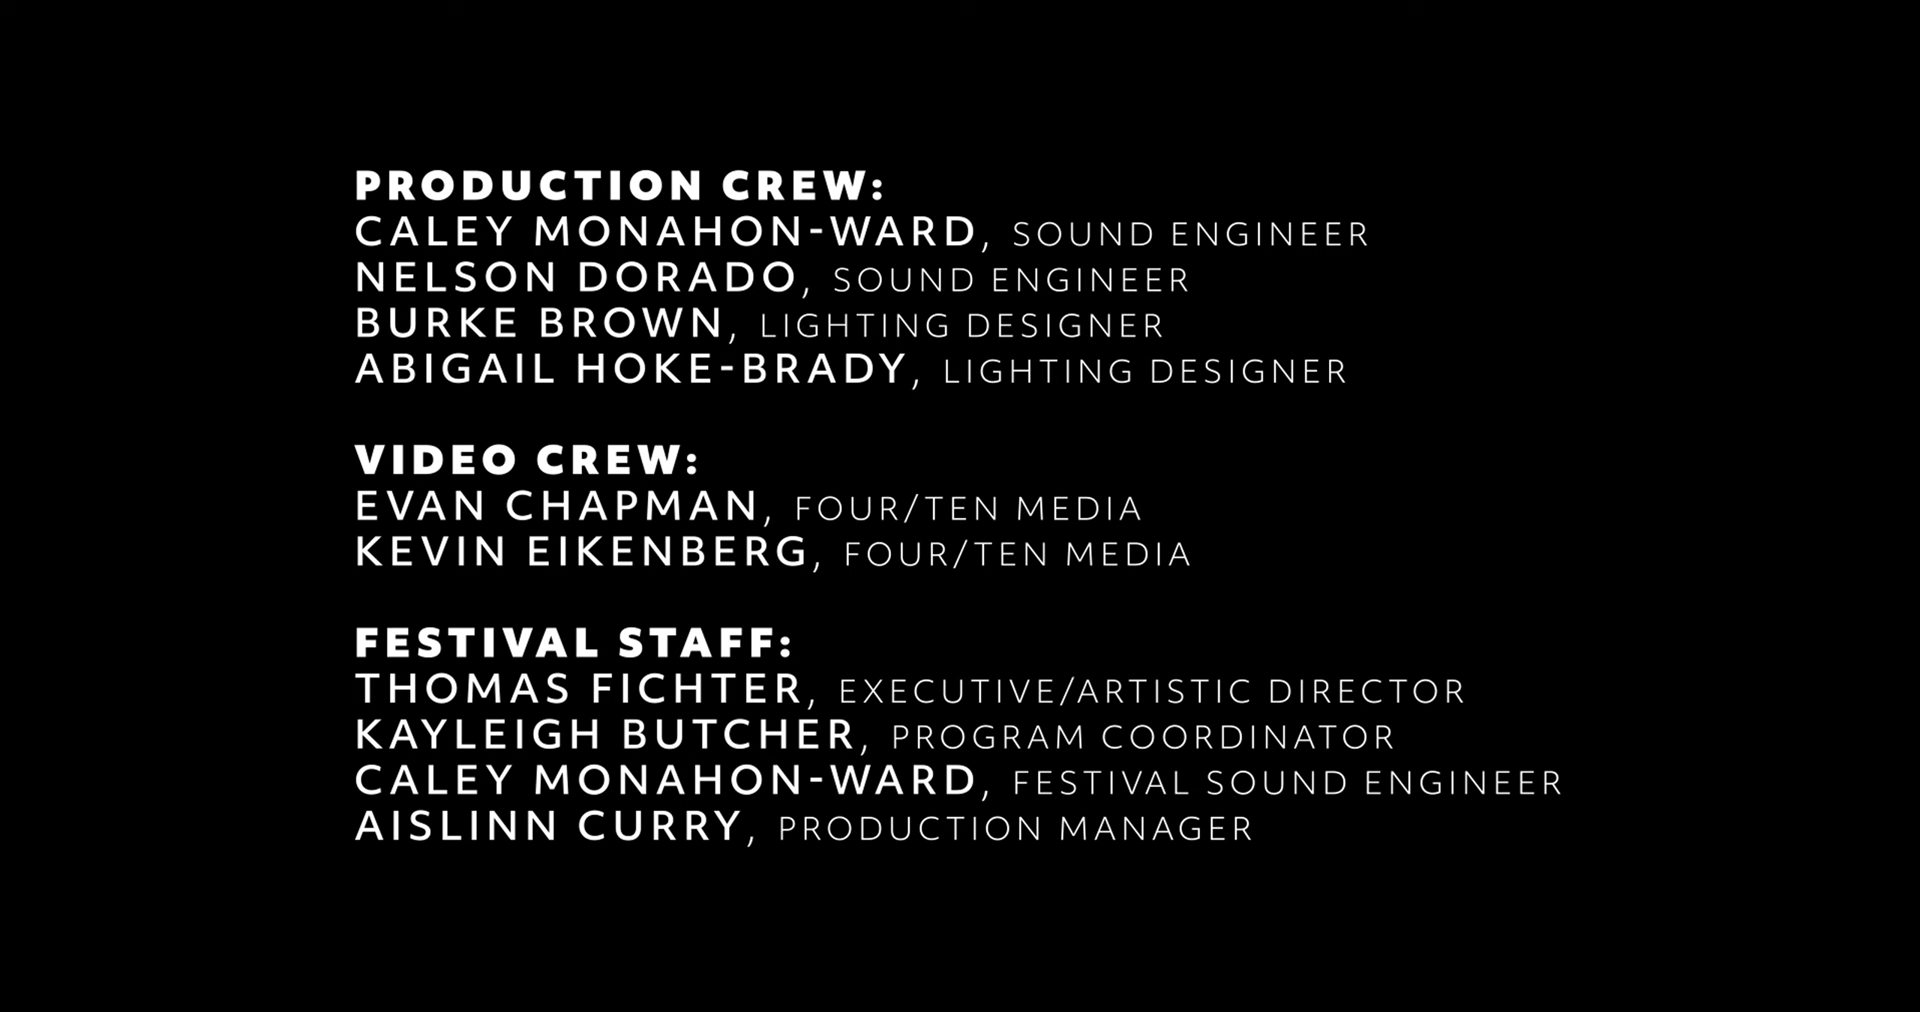 PRODUCTION CREW:
CALEY MONAHON-WARD, SOUND ENGINEER
NELSON DORADO, SOUND ENGINEER
BURKE BROWN, LIGHTING DESIGNER
ABIGAIL HOKE-BRADY, LIGHTING DESIGNER
VIDEO CREW:
EVAN CHAPMAN, FOUR/TEN MEDIA
KEVIN EIKENBERG, FOUR/TEN MEDIA
FESTIVAL STAFF:
THOMAS FICHTER, EXECUTIVE/ARTISTIC DIRECTOR
KAYLEIGH BUTCHER, PROGRAM COORDINATOR
CALEY MONAHON-WARD, FESTIVAL SOUND ENGINEER
AISLINN CURRY, PRODUCTION MANAGER